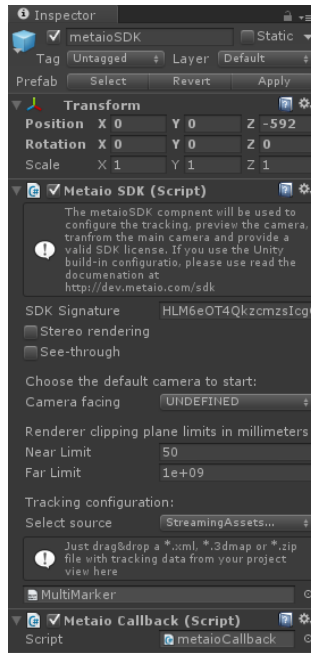 Inspector
metaioSDK Static
Tag Untagged Layer Default
Prefab Select Revert Apply
Transform
Position X 0 Y 0 Z -592
Rotation X 0 Y 0 Z 0
Scale X 1 Y 1 Z 1
Metaio SDK (Script)
The metaioSDK compnent will be used to
configure the tracking, preview the camera,
tranfrom the main camera and provide a
valid SDK license. If you use the Unity
build-in configuratio, please use read the
documenation at
http://dev.metaio.com/sdk
SDK Signature HLM6eOT4QkzcmzsIcg
Stereo rendering
See-through
Choose the default camera to start:
Camera facing UNDEFINED
Renderer clipping plane limits in millimeters
Near Limit 50
Far Limit 1e+09
Tracking configuration:
Select source StreamingAssets...
Just drag&drop a *.xml, *.3dmap or *.zip
file with tracking data from your project
view here
MultiMarker
Metaio Callback (Script)
Script metaioCallback